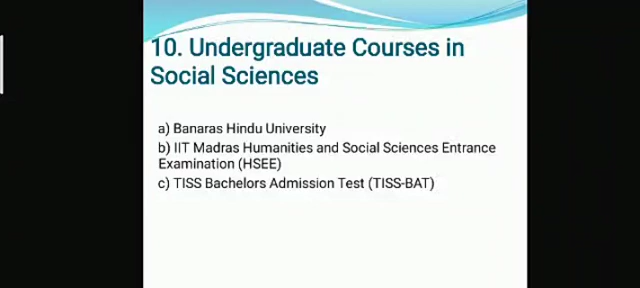 10. Undergraduate Courses in
Social Sciences
a) Banaras Hindu University
b) IIT Madras Humanities and Social Sciences Entrance
Examination (HSEE)
c) TISS Bachelors Admission Test (TISS-BAT)